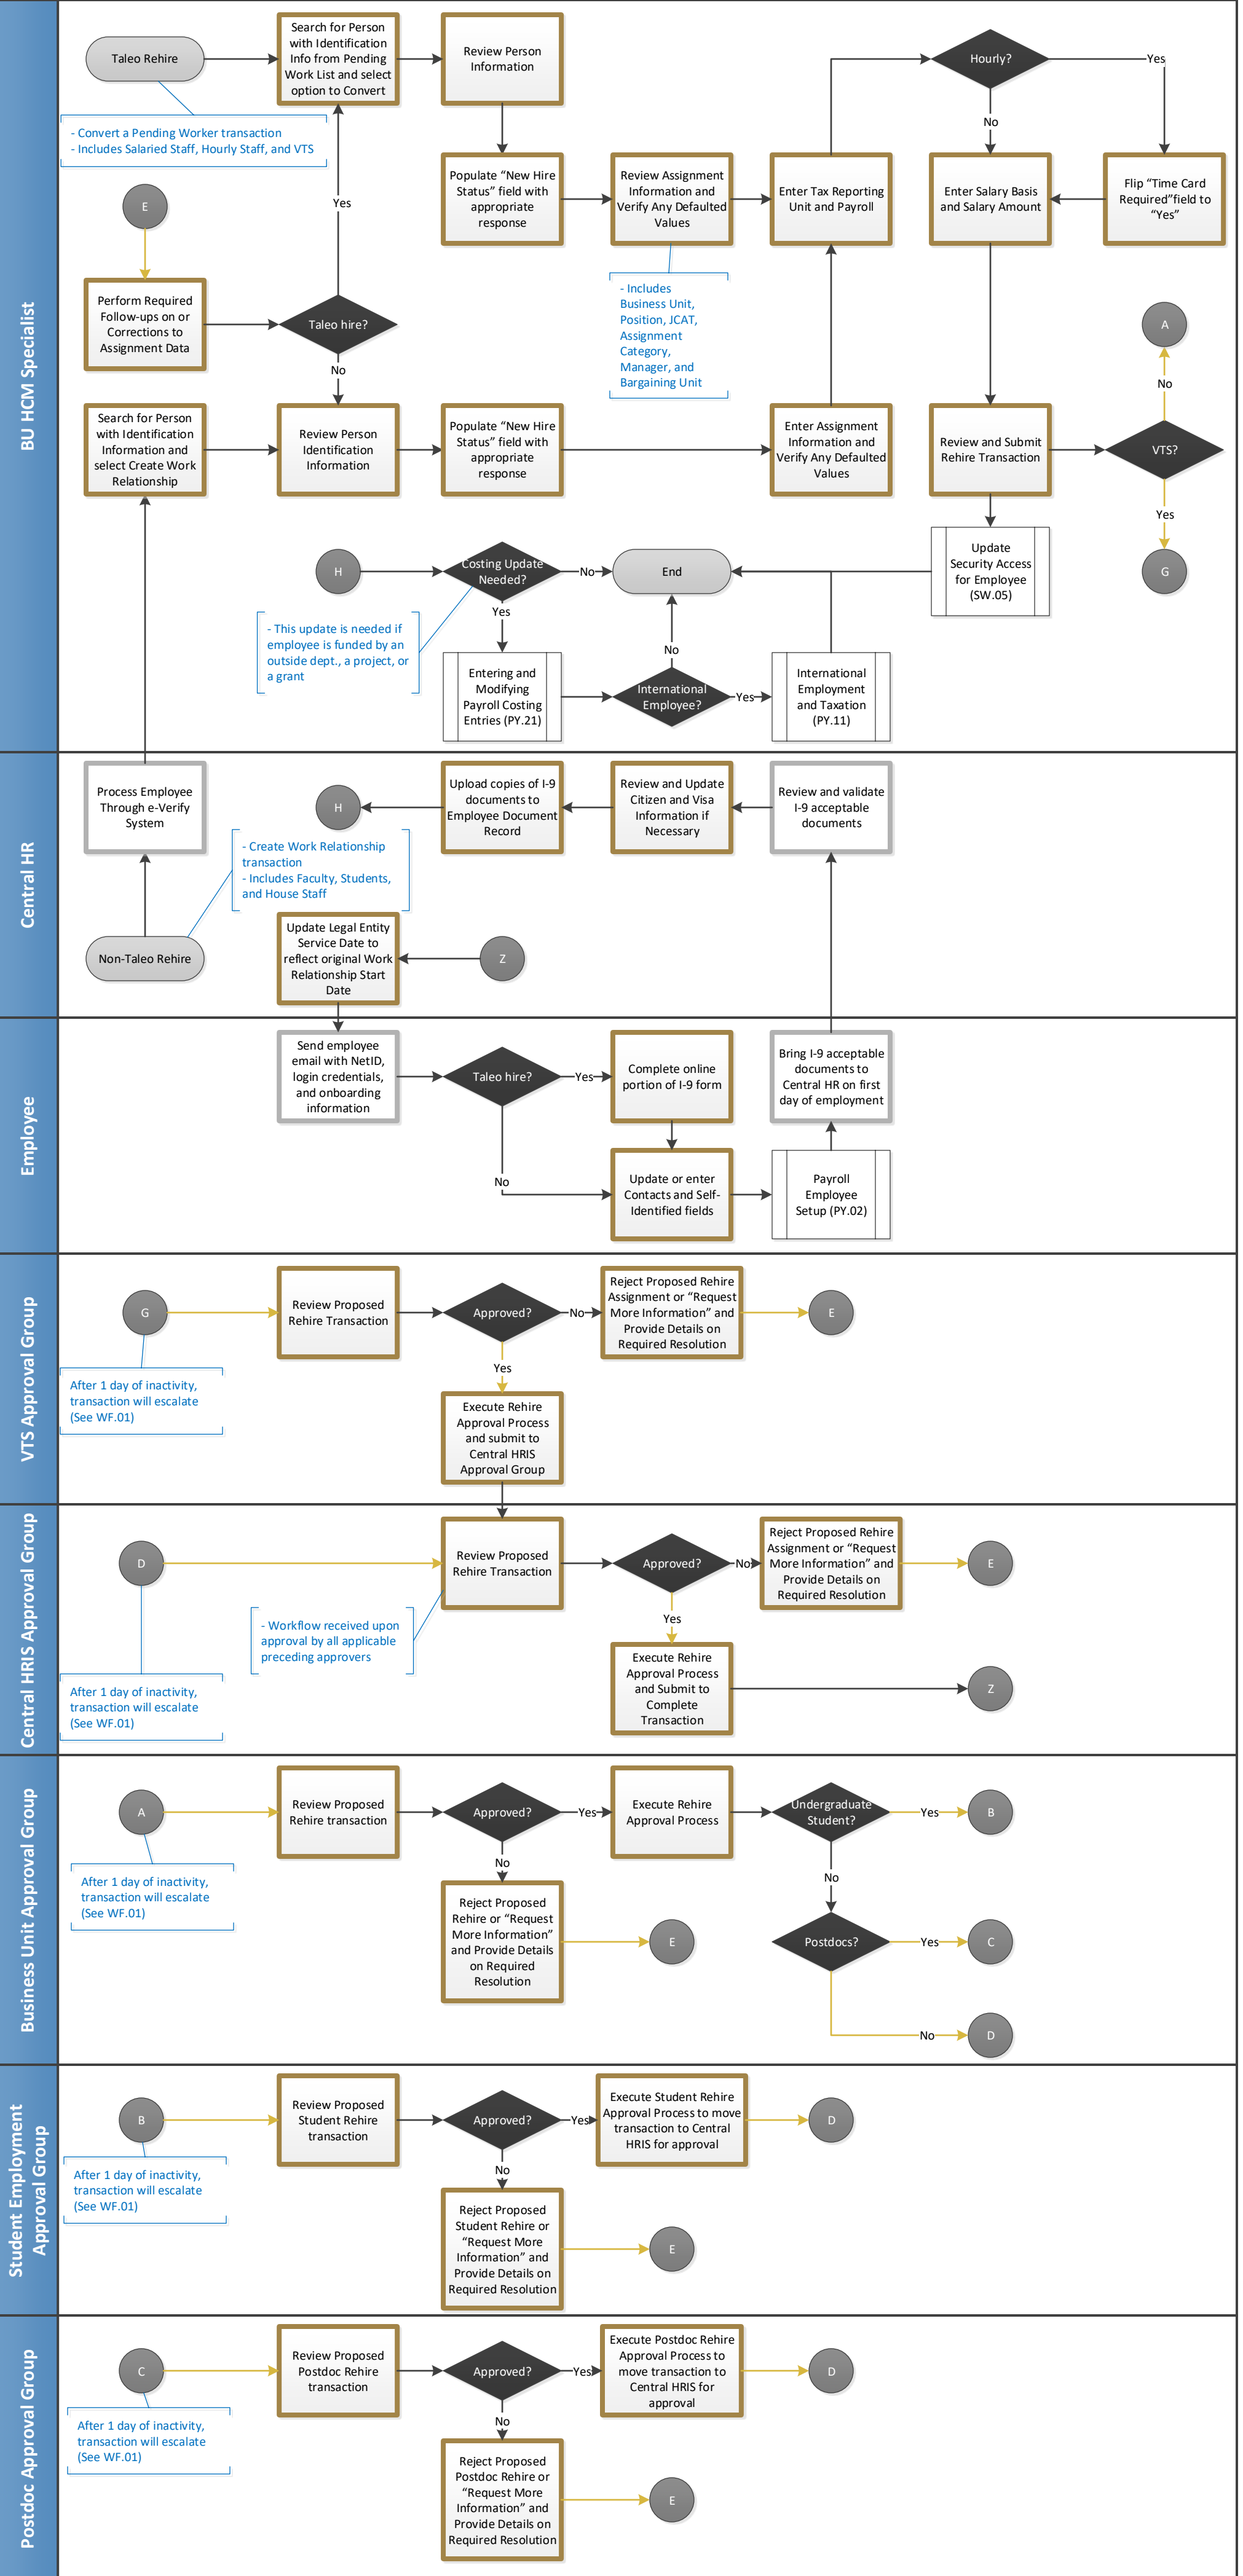 BU HCM Specialist
Taleo Rehire
Search for Person
with Identification
Info from Pending
Work List and select
option to Convert
Review Person
Information
Hourly?
Yes
No
- Convert a Pending Worker transaction
- Includes Salaried Staff, Hourly Staff, and VTS
Populate “New Hire
Status” field with
appropriate
response
Review Assignment
Information and
Verify Any Defaulted
Values
Enter Tax Reporting
Unit and Payroll
Enter Salary Basis
and Salary Amount
Flip “Time Card
Required”field to
“Yes”
E
Yes
- Includes
Business Unit,
Position, JCAT,
Assignment
Category,
Manager, and
Bargaining Unit
Perform Required
Follow-ups on or
Corrections to
Assignment Data
Taleo hire?
No
A
No
Search for Person
with Identification
Information and
select Create Work
Relationship
Review Person
Identification
Information
Populate “New Hire
Status” field with
appropriate
response
Enter Assignment
Information and
Verify Any Defaulted
Values
Review and Submit
Rehire Transaction
VTS?
Yes
G
H
Costing Update
Needed?
No
End
Update
Security Access
for Employee
(SW.05)
Yes
- This update is needed if
employee is funded by an
outside dept., a project, or
a grant
No
Entering and
Modifying
Payroll Costing
Entries (PY.21)
International
Employee?
Yes
International
Employment
and Taxation
(PY.11)
Central HR
Process Employee
Through e-Verify
System
H
Upload copies of I-9
documents to
Employee Document
Record
Review and Update
Citizen and Visa
Information if
Necessary
Review and validate
I-9 acceptable
documents
- Create Work Relationship
transaction
- Includes Faculty, Students,
and House Staff
Non-Taleo Rehire
Update Legal Entity
Service Date to
reflect original Work
Relationship Start
Date
Z
Employee
Send employee
email with NetID,
login credentials,
and onboarding
information
Taleo hire?
Yes
Complete online
portion of I-9 form
Bring I-9 acceptable
documents to
Central HR on first
day of employment
No
Update or enter
Contacts and Self-
Identified fields
Payroll
Employee
Setup (PY.02)
VTS Approval Group
G
Review Proposed
Rehire Transaction
Approved?
No
Reject Proposed Rehire
Assignment or “Request
More Information” and
Provide Details on
Required Resolution
E
Yes
After 1 day of inactivity,
transaction will escalate
(See WF.01)
Execute Rehire
Approval Process
and submit to
Central HRIS
Approval Group
Central HRIS Approval Group
D
Review Proposed
Rehire Transaction
Approved?
No
Reject Proposed Rehire
Assignment or “Request
More Information” and
Provide Details on
Required Resolution
E
- Workflow received upon
approval by all applicable
preceding approvers
Yes
After 1 day of inactivity,
transaction will escalate
(See WF.01)
Execute Rehire
Approval Process
and Submit to
Complete
Transaction
Z
Business Unit Approval Group
A
Review Proposed
Rehire transaction
Approved?
Yes
Execute Rehire
Approval Process
Undergraduate
Student?
Yes
B
After 1 day of inactivity,
transaction will escalate
(See WF.01)
No
No
Reject Proposed
Rehire or “Request
More Information”
and Provide Details
on Required
Resolution
E
Postdocs?
Yes
C
No
D
Student Employment
Approval Group
B
Review Proposed
Student Rehire
transaction
Approved?
Yes
Execute Student Rehire
Approval Process to move
transaction to Central
HRIS for approval
D
After 1 day of inactivity,
transaction will escalate
(See WF.01)
No
Reject Proposed
Student Rehire or
“Request More
Information” and
Provide Details on
Required Resolution
E
Postdoc Approval Group
C
Review Proposed
Postdoc Rehire
transaction
Approved?
Yes
Execute Postdoc Rehire
Approval Process to
move transaction to
Central HRIS for
approval
D
After 1 day of inactivity,
transaction will escalate
(See WF.01)
No
Reject Proposed
Postdoc Rehire or
“Request More
Information” and
Provide Details on
Required Resolution
E